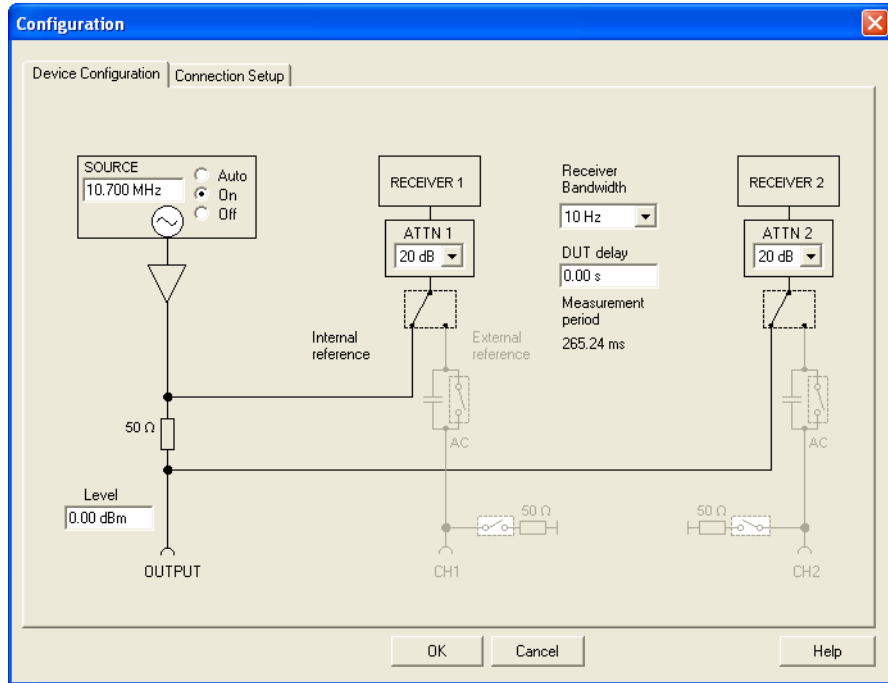 Configuration
Device Configuration
Connection Setup
SOURCE
10.700 MHz
Auto
On
Off
RECEIVER 1
ATTN 1
20 dB
Receiver
Bandwidth
10 Hz
DUT delay
0.00 s
Measurement
period
265.24 ms
RECEIVER 2
ATTN 2
20 dB
Internal
reference
External
reference
50 Ω
AC
AC
Level
0.00 dBm
50 Ω
50 Ω
OUTPUT
CH1
CH2
OK
Cancel
Help